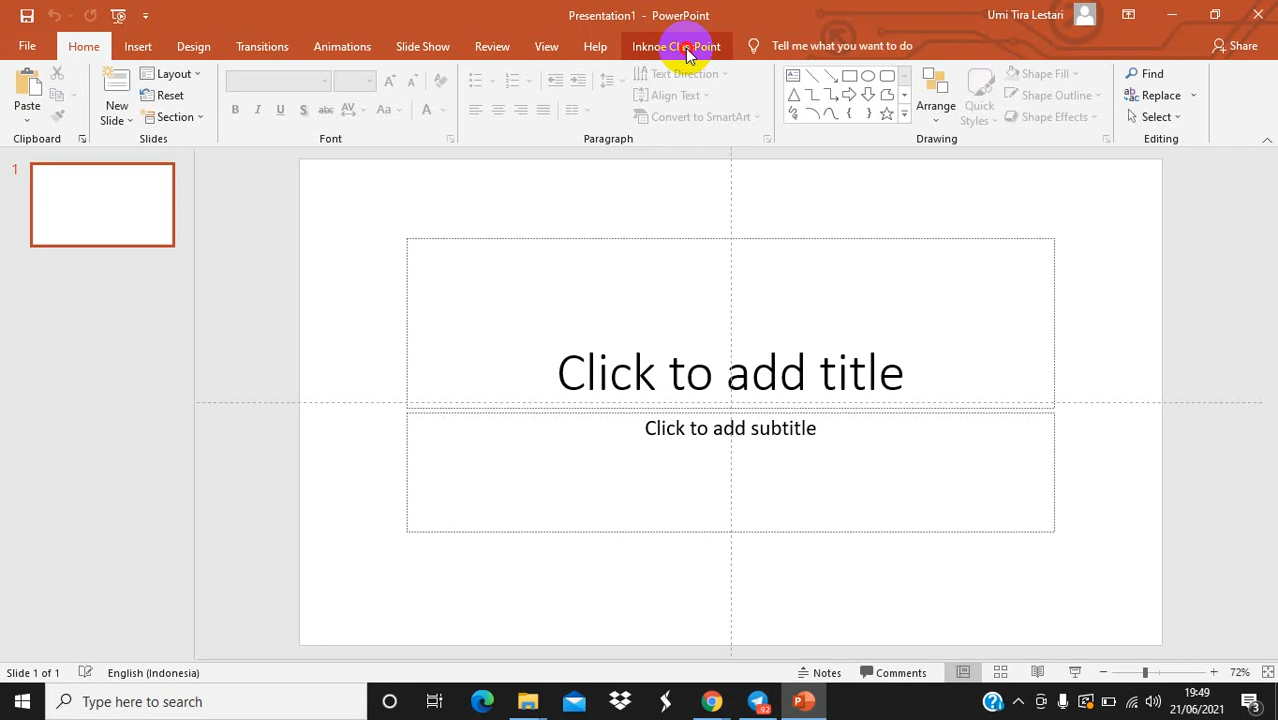 Presentation1 - PowerPoint
Umi Tira Lestari
File Home Insert Design Transitions Animations Slide Show Review View Help Inknoe Point Tell me what you want to do Share
Paste
Clipboard
New Slide
Layout
Reset
Section
Slides
Font
Text Direction
Align Text
Convert to SmartArt
Paragraph
Arrange
Quick Styles
Shape Fill
Shape Outline
Shape Effects
Drawing
Find
Replace
Select
Editing
1
Click to add title
Click to add subtitle
Slide 1 of 1 English (Indonesia) Notes Comments 72%
Type here to search
92
19:49
21/06/2021
3